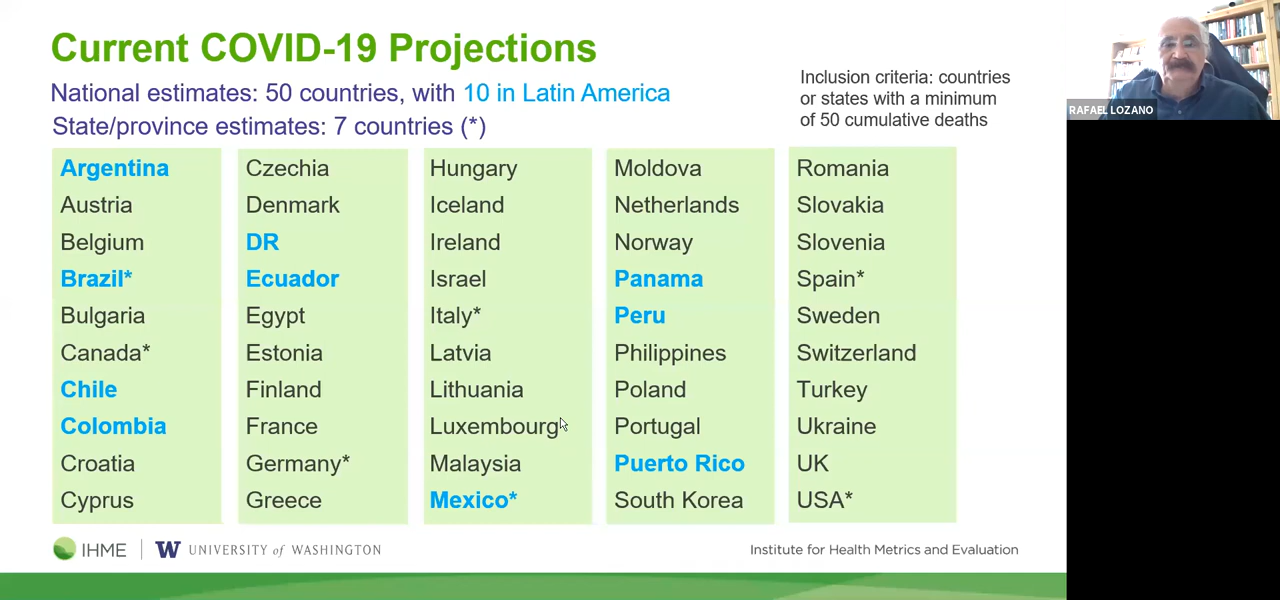 Current COVID-19 Projections
National estimates: 50 countries, with 10 in Latin America
State/province estimates: 7 countries (*)
Inclusion criteria: countries
or states with a minimum
of 50 cumulative deaths
RAFAEL LOZANO
Argentina
Austria
Belgium
Brazil*
Bulgaria
Canada*
Chile
Colombia
Croatia
Cyprus
Czechia
Denmark
DR
Ecuador
Egypt
Estonia
Finland
France
Germany*
Greece
Hungary
Iceland
Ireland
Israel
Italy*
Latvia
Lithuania
Luxembourg
Malaysia
Mexico*
Moldova
Netherlands
Norway
Panama
Peru
Philippines
Poland
Portugal
Puerto Rico
South Korea
Romania
Slovakia
Slovenia
Spain*
Sweden
Switzerland
Turkey
Ukraine
UK
USA*
IHME
W UNIVERSITY of WASHINGTON
Institute for Health Metrics and Evaluation